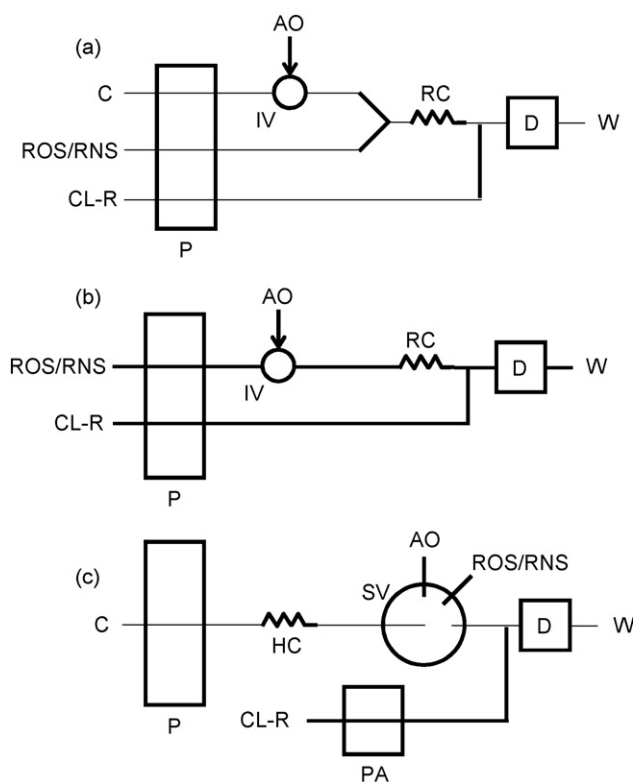 (a)
AO
C
IV
RC
D
W
ROS/RNS
CL-R
P
(b)
AO
ROS/RNS
IV
RC
D
W
CL-R
P
(c)
AO
ROS/RNS
SV
C
HC
D
W
CL-R
P
PA